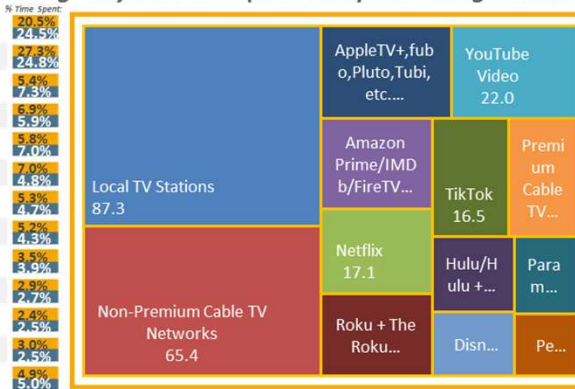 % Time Spent:
20.5%
24.5%
27.3%
24.8%
5.4%
7.3%
6.9%
5.9%
5.8%
7.0%
7.0%
4.8%
5.3%
4.7%
5.2%
4.3%
3.5%
3.9%
2.9%
2.7%
2.4%
2.5%
3.0%
2.5%
4.9%
5.0%
Local TV Stations
87.3
Non-Premium Cable TV
Networks
65.4
AppleTV+,fub
o,Pluto,Tubi,
etc....
YouTube
Video
22.0
Amazon
Prime/IMD
b/FireTV...
TikTok
16.5
Premi
um
Cable
TV...
Netflix
17.1
Hulu/H
ulu +...
Para
m...
Roku + The
Roku...
Disn...
Pe...